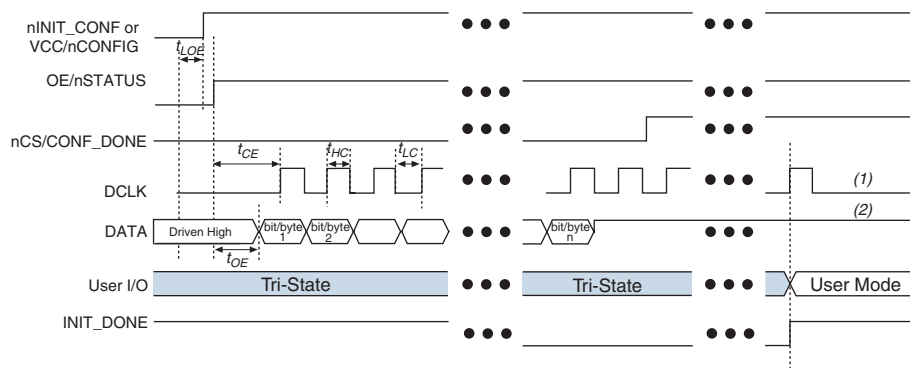 nINIT_CONF or
VCC/nCONFIG
tLOE
OE/nSTATUS
nCS/CONF_DONE
tCE
tHC
tLC
DCLK
(1)
(2)
DATA
Driven High
bit/byte
1
bit/byte
2
bit/byte
n
tOE
User I/O
Tri-State
Tri-State
User Mode
INIT_DONE